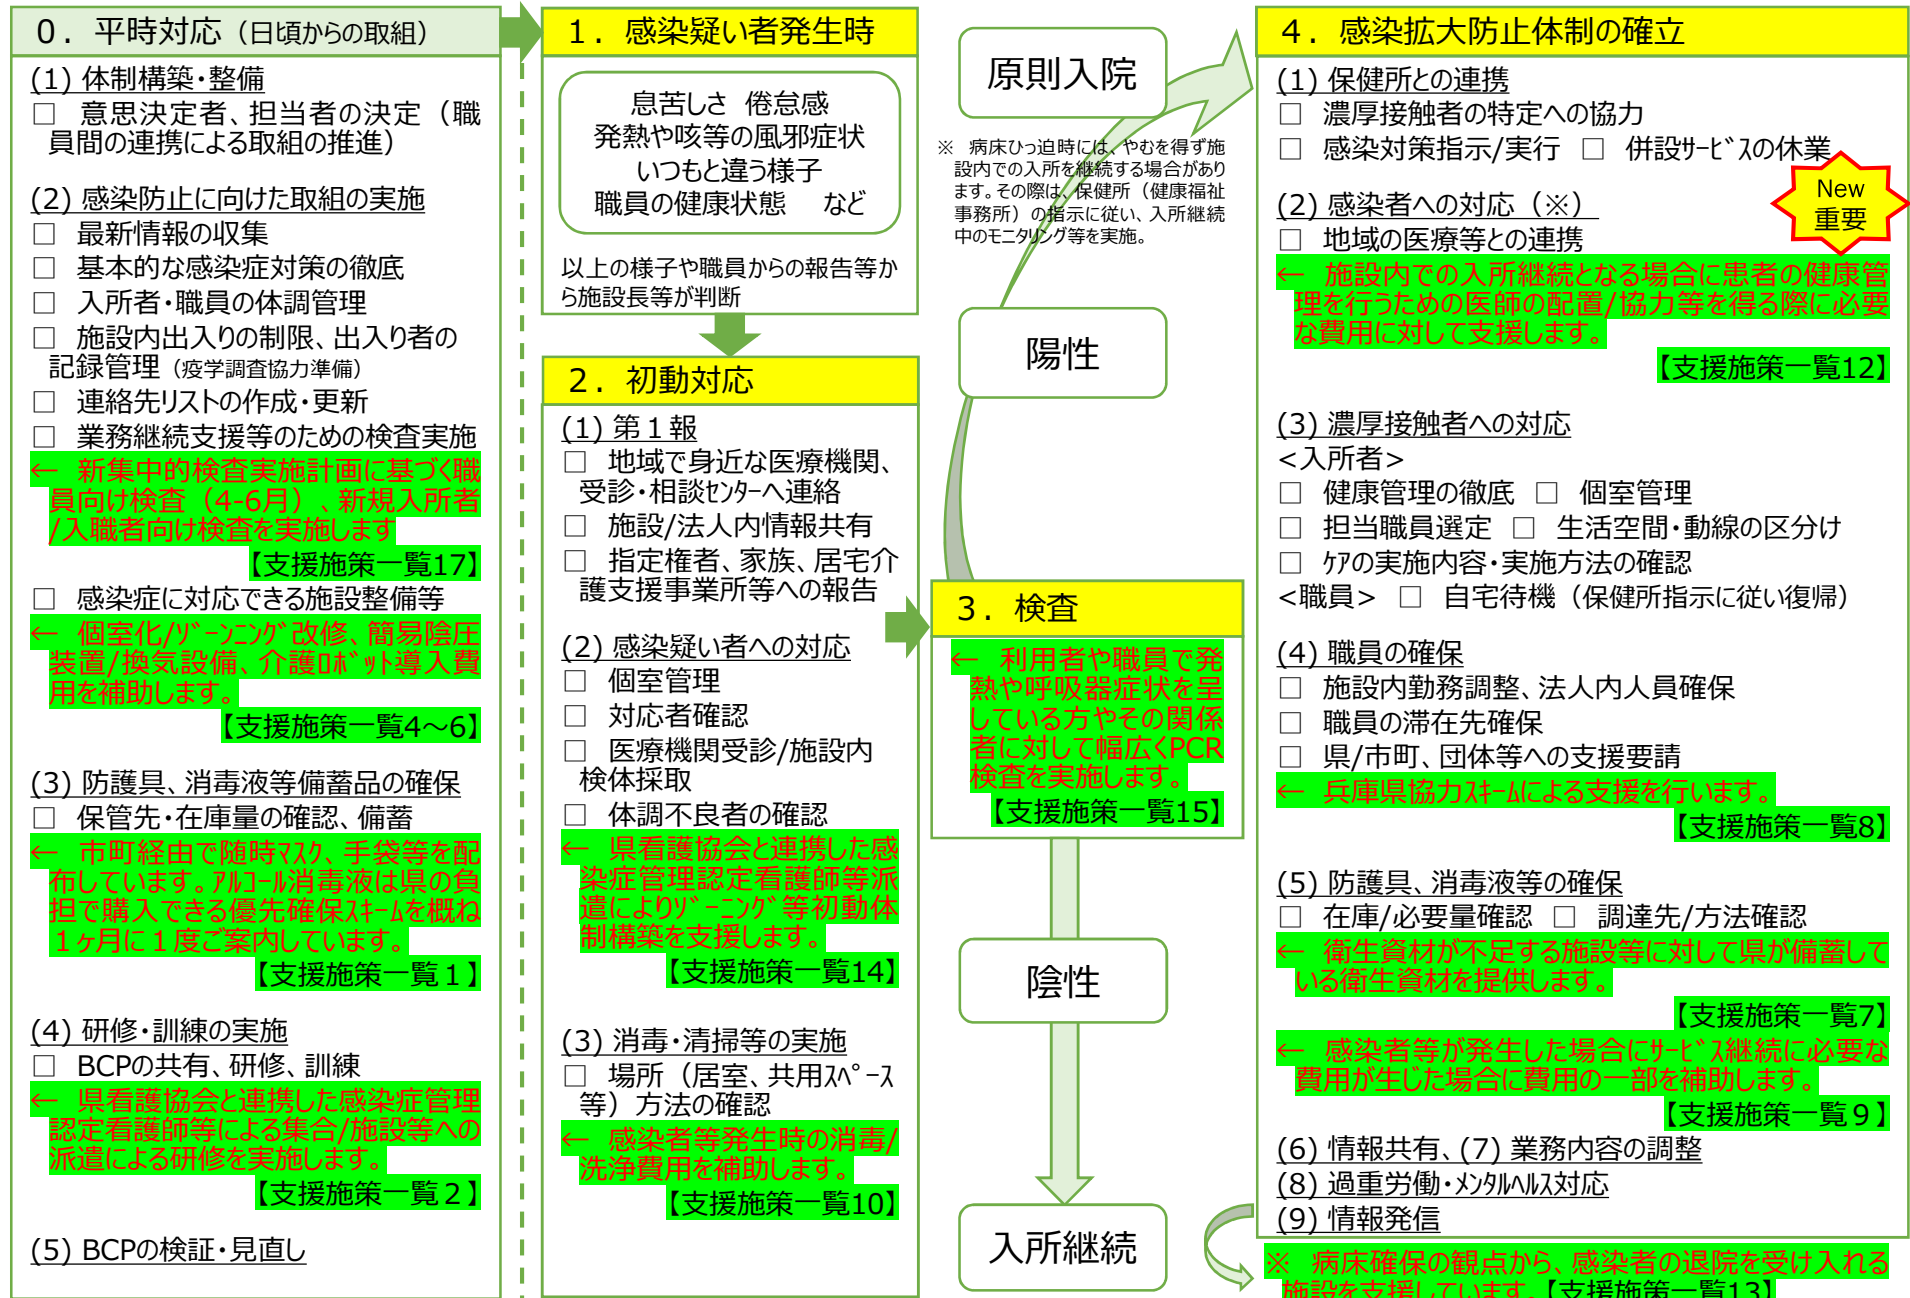 0．平時対応（日頃からの取組）
(1) 体制構築・整備
□ 意思決定者、担当者の決定（職
員間の連携による取組の推進）
(2) 感染防止に向けた取組の実施
□ 最新情報の収集
□ 基本的な感染症対策の徹底
□ 入所者・職員の体調管理
□ 施設内出入りの制限、出入り者の
記録管理（疫学調査協力準備）
□ 連絡先リストの作成・更新
□ 業務継続支援等のための検査実施
← 新集中的検査実施計画に基づく職
員向け検査（4-6月）、新規入所者
/入職者向け検査を実施します
【支援施策一覧17】
□ 感染症に対応できる施設整備等
← 個室化/ｿﾞｰﾝﾆﾝｸﾞ改修、簡易陰圧
装置/換気設備、介護ﾛﾎﾞｯﾄ導入費
用を補助します。
【支援施策一覧4～6】
(3) 防護具、消毒液等備蓄品の確保
□ 保管先・在庫量の確認、備蓄
← 市町経由で随時ﾏｽｸ、手袋等を配
布しています。ｱﾙｺｰﾙ消毒液は県の負
担で購入できる優先確保ｽｷｰﾑを概ね
１ヶ月に１度ご案内しています。
【支援施策一覧１】
(4) 研修・訓練の実施
□ BCPの共有、研修、訓練
← 県看護協会と連携した感染症管理
認定看護師等による集合/施設等への
派遣による研修を実施します。
【支援施策一覧２】
(5) BCPの検証・見直し
1．感染疑い者発生時
息苦しさ 倦怠感
発熱や咳等の風邪症状
いつもと違う様子
職員の健康状態 など
以上の様子や職員からの報告等か
ら施設長等が判断
2．初動対応
(1) 第１報
□ 地域で身近な医療機関、
受診・相談ｾﾝﾀｰへ連絡
□ 施設/法人内情報共有
□ 指定権者、家族、居宅介
護支援事業所等への報告
(2) 感染疑い者への対応
□ 個室管理
□ 対応者確認
□ 医療機関受診/施設内
検体採取
□ 体調不良者の確認
← 県看護協会と連携した感
染症管理認定看護師等派
遣によりｿﾞｰﾆﾝｸﾞ等初動体
制構築を支援します。
【支援施策一覧14】
(3) 消毒・清掃等の実施
□ 場所（居室、共用ｽﾍﾟｰｽ
等）方法の確認
← 感染者等発生時の消毒/
洗浄費用を補助します。
【支援施策一覧10】
原則入院
※ 病床ひっ迫時には、やむを得ず施
設内での入所を継続する場合があり
ます。その際は、保健所（健康福祉
事務所）の指示に従い、入所継続
中のモニタリング等を実施。
陽性
3．検査
← 利用者や職員で発
熱や呼吸器症状を呈
している方やその関係
者に対して幅広くPCR
検査を実施します。
【支援施策一覧15】
陰性
入所継続
4．感染拡大防止体制の確立
(1) 保健所との連携
□ 濃厚接触者の特定への協力
□ 感染対策指示/実行 □ 併設ｻｰﾋﾞｽの休業
New
重要
(2) 感染者への対応（※）
□ 地域の医療等との連携
← 施設内での入所継続となる場合に患者の健康管
理を行うための医師の配置/協力等を得る際に必要
な費用に対して支援します。
【支援施策一覧12】
(3) 濃厚接触者への対応
<入所者>
□ 健康管理の徹底 □ 個室管理
□ 担当職員選定 □ 生活空間・動線の区分け
□ ｹｱの実施内容・実施方法の確認
<職員> □ 自宅待機（保健所指示に従い復帰）
(4) 職員の確保
□ 施設内勤務調整、法人内人員確保
□ 職員の滞在先確保
□ 県/市町、団体等への支援要請
← 兵庫県協力ｽｷｰﾑによる支援を行います。
【支援施策一覧8】
(5) 防護具、消毒液等の確保
□ 在庫/必要量確認 □ 調達先/方法確認
← 衛生資材が不足する施設等に対して県が備蓄して
いる衛生資材を提供します。
【支援施策一覧7】
← 感染者等が発生した場合にｻｰﾋﾞｽ継続に必要な
費用が生じた場合に費用の一部を補助します。
【支援施策一覧９】
(6) 情報共有、(7) 業務内容の調整
(8) 過重労働・ﾒﾝﾀﾙﾍﾙｽ対応
(9) 情報発信
※ 病床確保の観点から、感染者の退院を受け入れる
施設を支援しています。【支援施策一覧13】